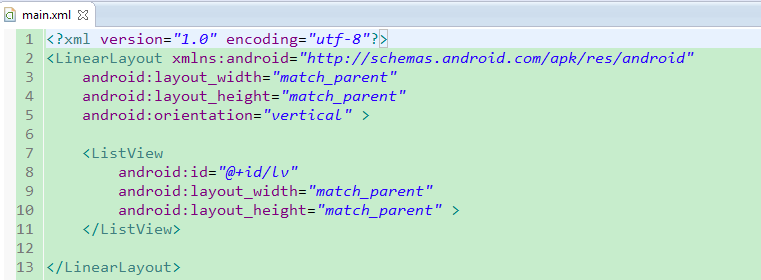 main.xml
1 <?xml version="1.0" encoding="utf-8"?>
2 <LinearLayout xmlns:android="http://schemas.android.com/apk/res/android"
3     android:layout_width="match_parent"
4     android:layout_height="match_parent"
5     android:orientation="vertical" >
6
7     <ListView
8         android:id="@+id/lv"
9         android:layout_width="match_parent"
10         android:layout_height="match_parent" >
11     </ListView>
12
13 </LinearLayout>